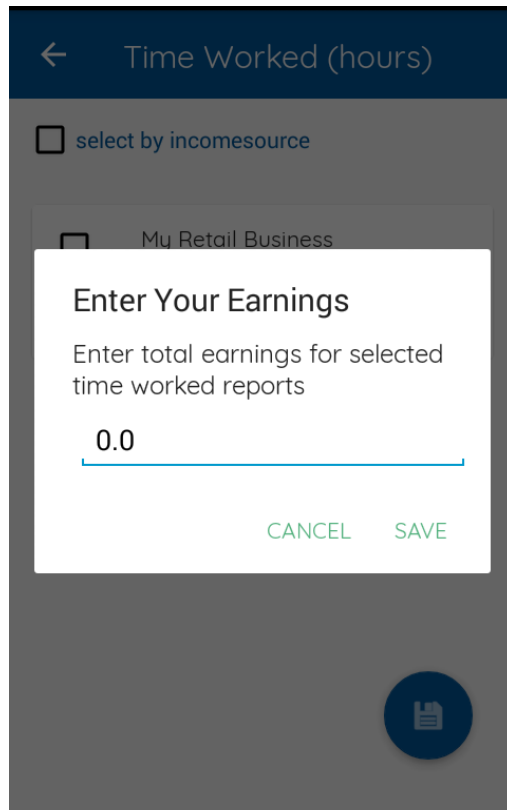 Time Worked (hours)
select by incomesource
My Retail Business
Enter Your Earnings
Enter total earnings for selected
time worked reports
0.0
CANCEL SAVE